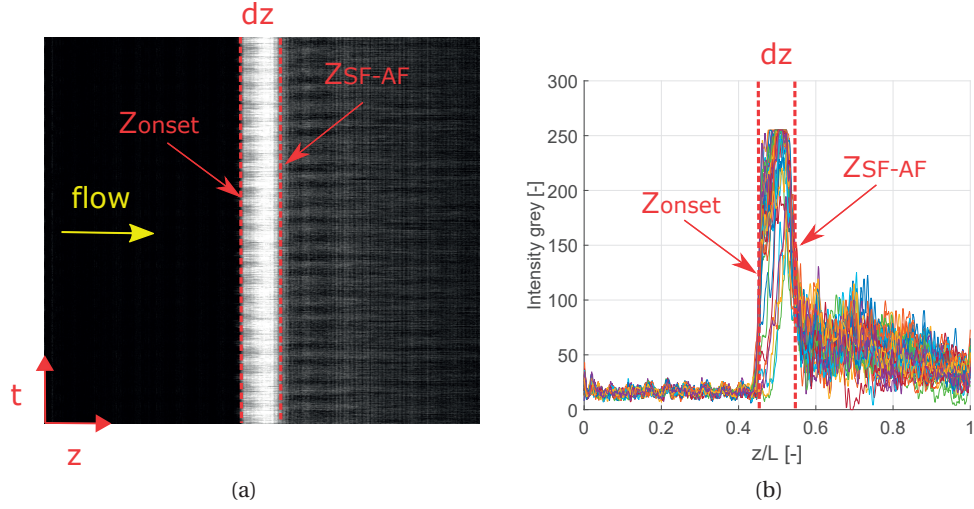 dz
Zonset
ZSF-AF
flow
t
z
(a)
dz
Zonset
ZSF-AF
Intensity grey [-]
300
250
200
150
100
50
0
0 0.2 0.4 0.6 0.8 1
z/L [-]
(b)